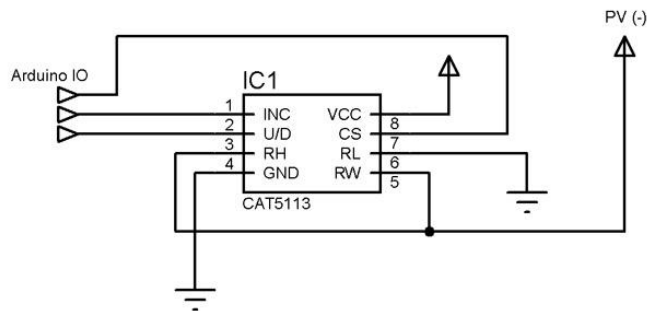 PV (-)
Arduino IO
IC1
1 INC VCC 8
2 U/D CS 7
3 RH RL 6
4 GND RW 5
CAT5113